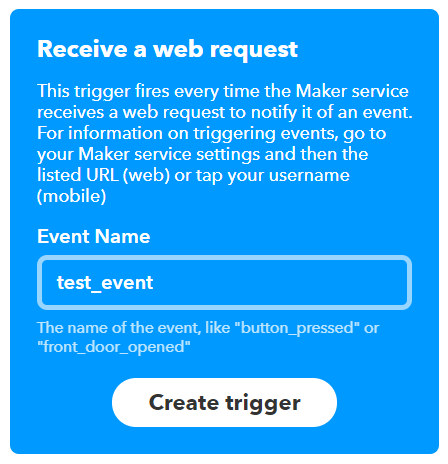 Receive a web request
This trigger fires every time the Maker service
receives a web request to notify it of an event.
For information on triggering events, go to
your Maker service settings and then the
listed URL (web) or tap your username
(mobile)
Event Name
test_event
The name of the event, like "button_pressed" or
"front_door_opened"
Create trigger